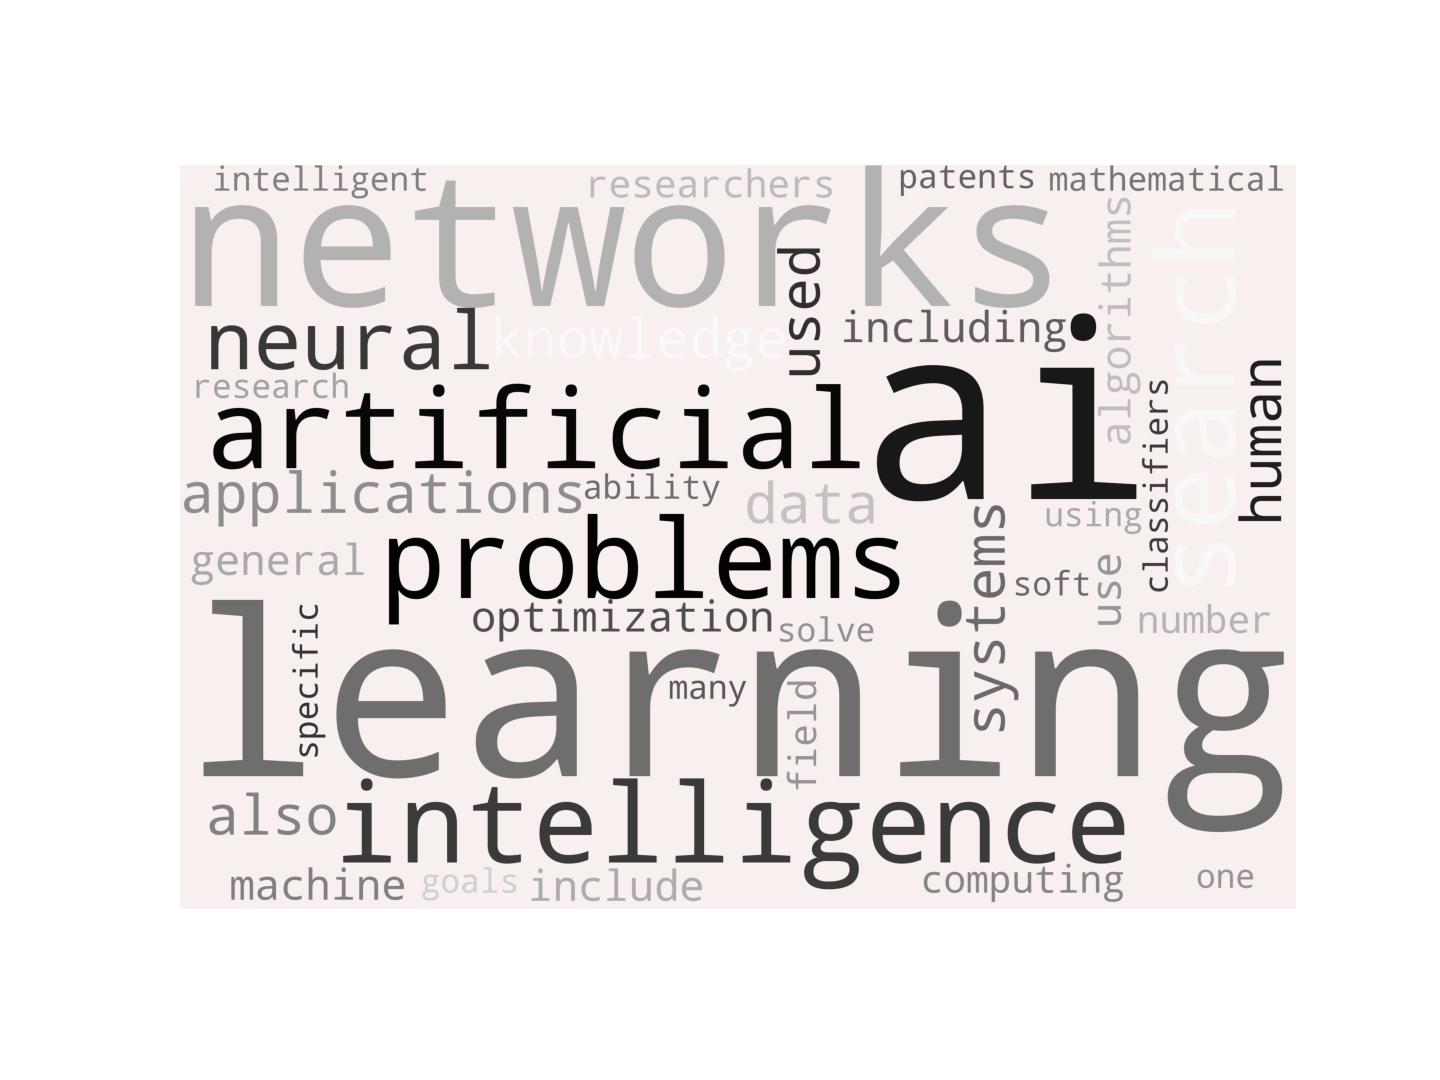 intelligent
researchers
patents
mathematical
networks
algorithms
search
used
neural
knowledge
including
ai
research
artificial
human
classifiers
applications
ability
data
using
systems
problems
general
soft
use
optimization
solve
number
learning
specific
many
field
also
intelligence
machine
goals
include
computing
one